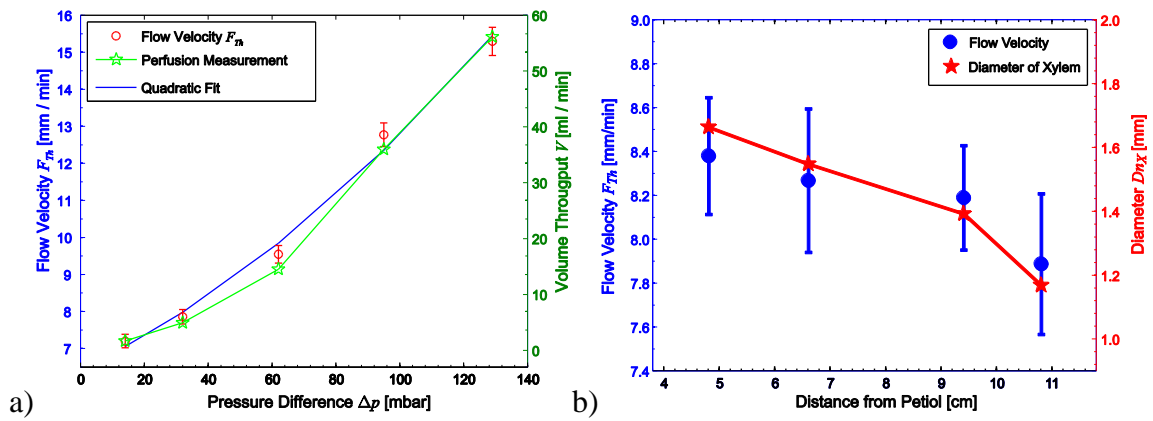 16
15
14
13
12
11
10
9
8
7
Flow Velocity F_Th [mm / min]
Flow Velocity F_Th
Perfusion Measurement
Quadratic Fit
60
50
40
30
20
10
0
Volume Througput V [ml / min]
0 20 40 60 80 100 120 140
Pressure Difference Δp [mbar]
a)
9.0
8.8
8.6
8.4
8.2
8.0
7.8
7.6
7.4
Flow Velocity F_Th [mm/min]
Flow Velocity
Diameter of Xylem
2.0
1.8
1.6
1.4
1.2
1.0
Diameter Dn_X [mm]
4 5 6 7 8 9 10 11
Distance from Petiol [cm]
b)